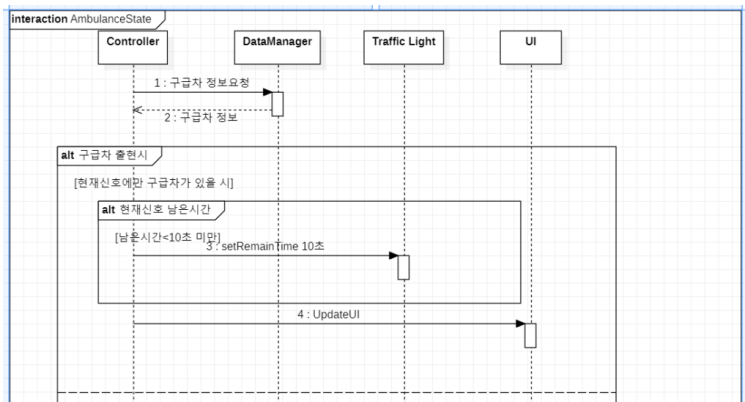 interaction AmbulanceState
Controller
DataManager
Traffic Light
UI
1 : 구급차 정보요청
2 : 구급차 정보
alt 구급차 출현시
[현재신호에만 구급차가 있을 시]
alt 현재신호 남은시간
[남은시간<10초 미만]
3 : setRemainTime 10초
4 : UpdateUI